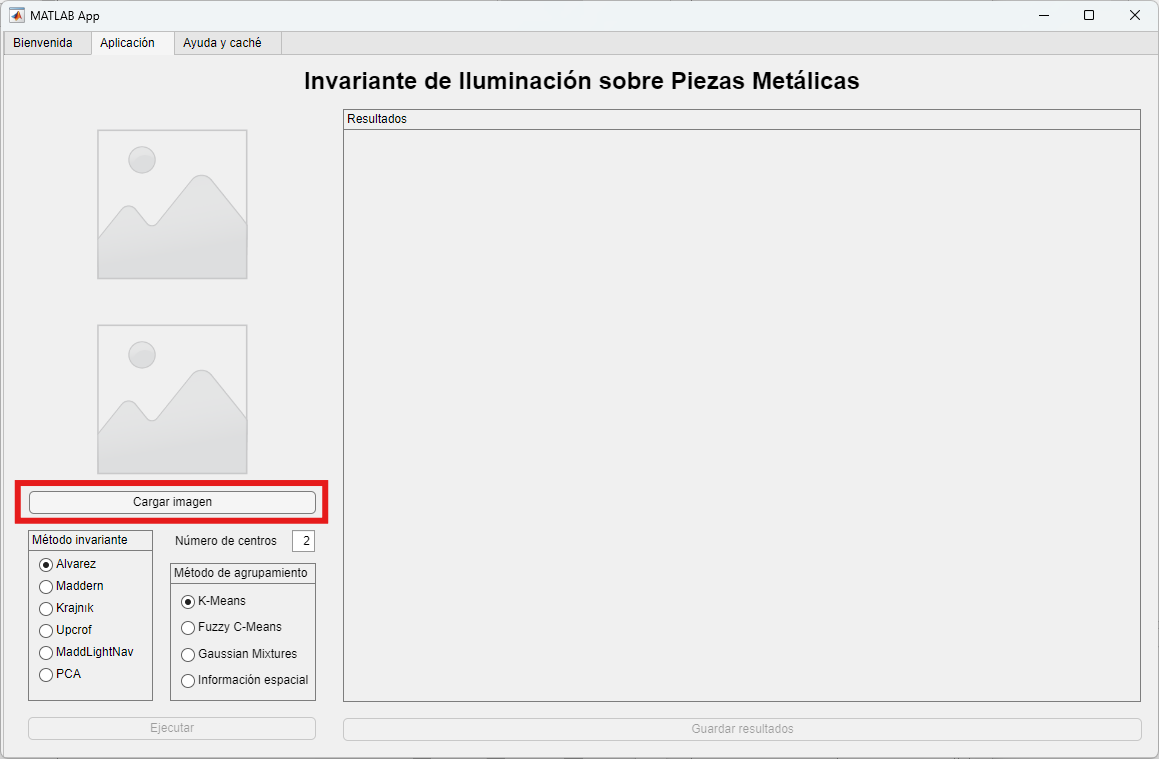 MATLAB App
Bienvenida
Aplicación
Ayuda y caché
Invariante de Iluminación sobre Piezas Metálicas
Resultados
Cargar imagen
Método invariante
Alvarez
Maddern
Krajnık
Upcrof
MaddLightNav
PCA
Número de centros 2
Método de agrupamiento
K-Means
Fuzzy C-Means
Gaussian Mixtures
Información espacial
Ejecutar
Guardar resultados